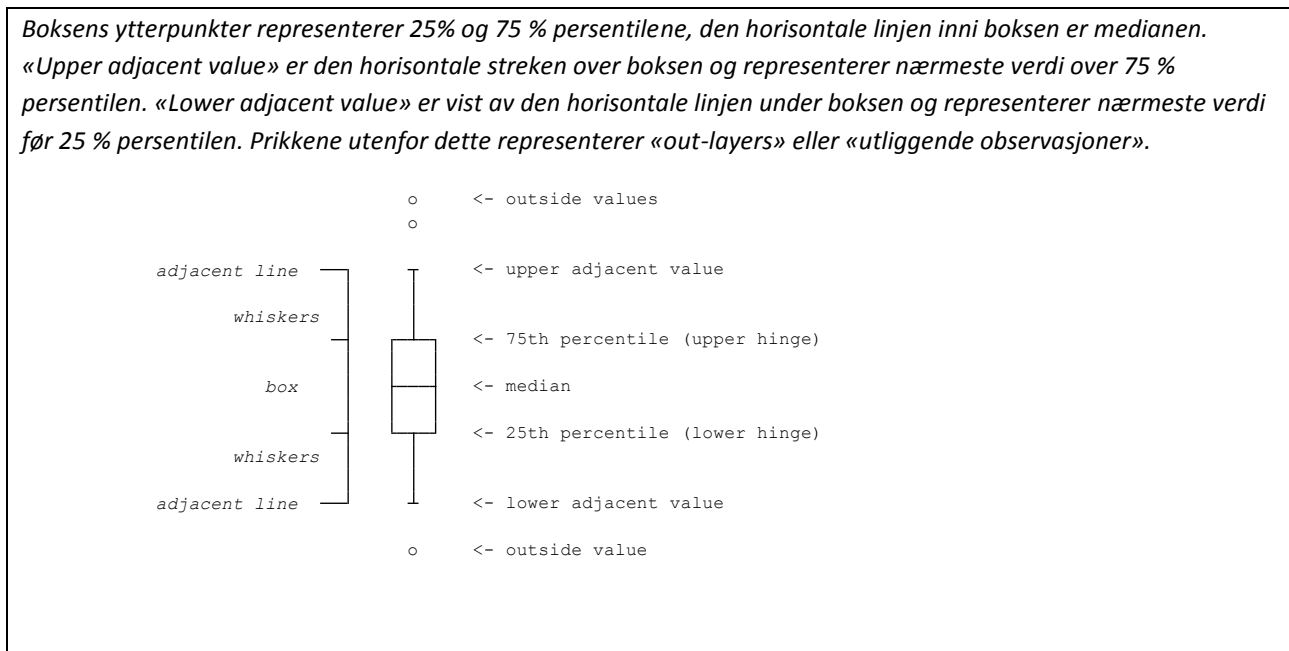 Boksens ytterpunkter representerer 25% og 75 % persentilene, den horisontale linjen inni boksen er medianen.
«Upper adjacent value» er den horisontale streken over boksen og representerer nærmeste verdi over 75 %
persentilen. «Lower adjacent value» er vist av den horisontale linjen under boksen og representerer nærmeste verdi
før 25 % persentilen. Prikkene utenfor dette representerer «out-layers» eller «utliggende observasjoner».
o <- outside values
o
adjacent line <- upper adjacent value
whiskers
<- 75th percentile (upper hinge)
box <- median
<- 25th percentile (lower hinge)
whiskers
adjacent line <- lower adjacent value
o <- outside value